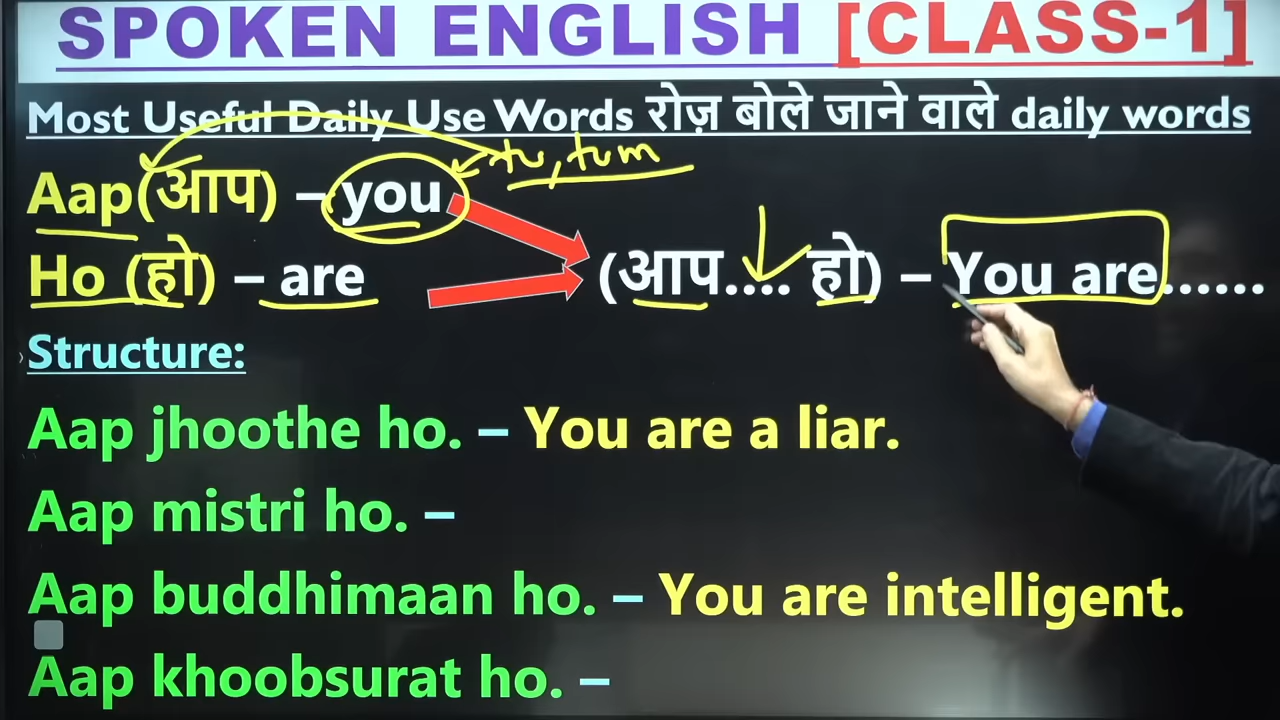 SPOKEN ENGLISH [CLASS-1]
Most Useful Daily Use Words रोज़ बोले जाने वाले daily words
tu, tum
Aap (आप) – you
Ho (हो) – are
(आप.... हो) – You are......
Structure:
Aap jhoothe ho. – You are a liar.
Aap mistri ho. –
Aap buddhimaan ho. – You are intelligent.
Aap khoobsurat ho. –